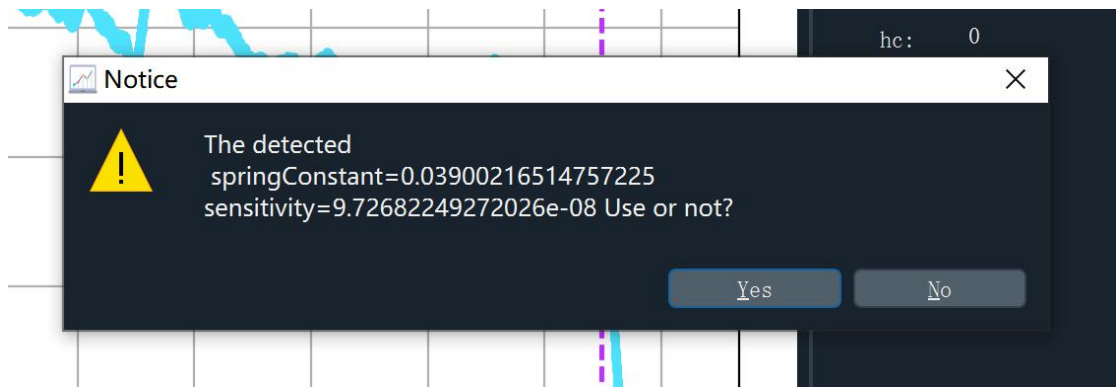 hc: 0
Notice
The detected
springConstant=0.03900216514757225
sensitivity=9.72682249272026e-08 Use or not?
Yes No